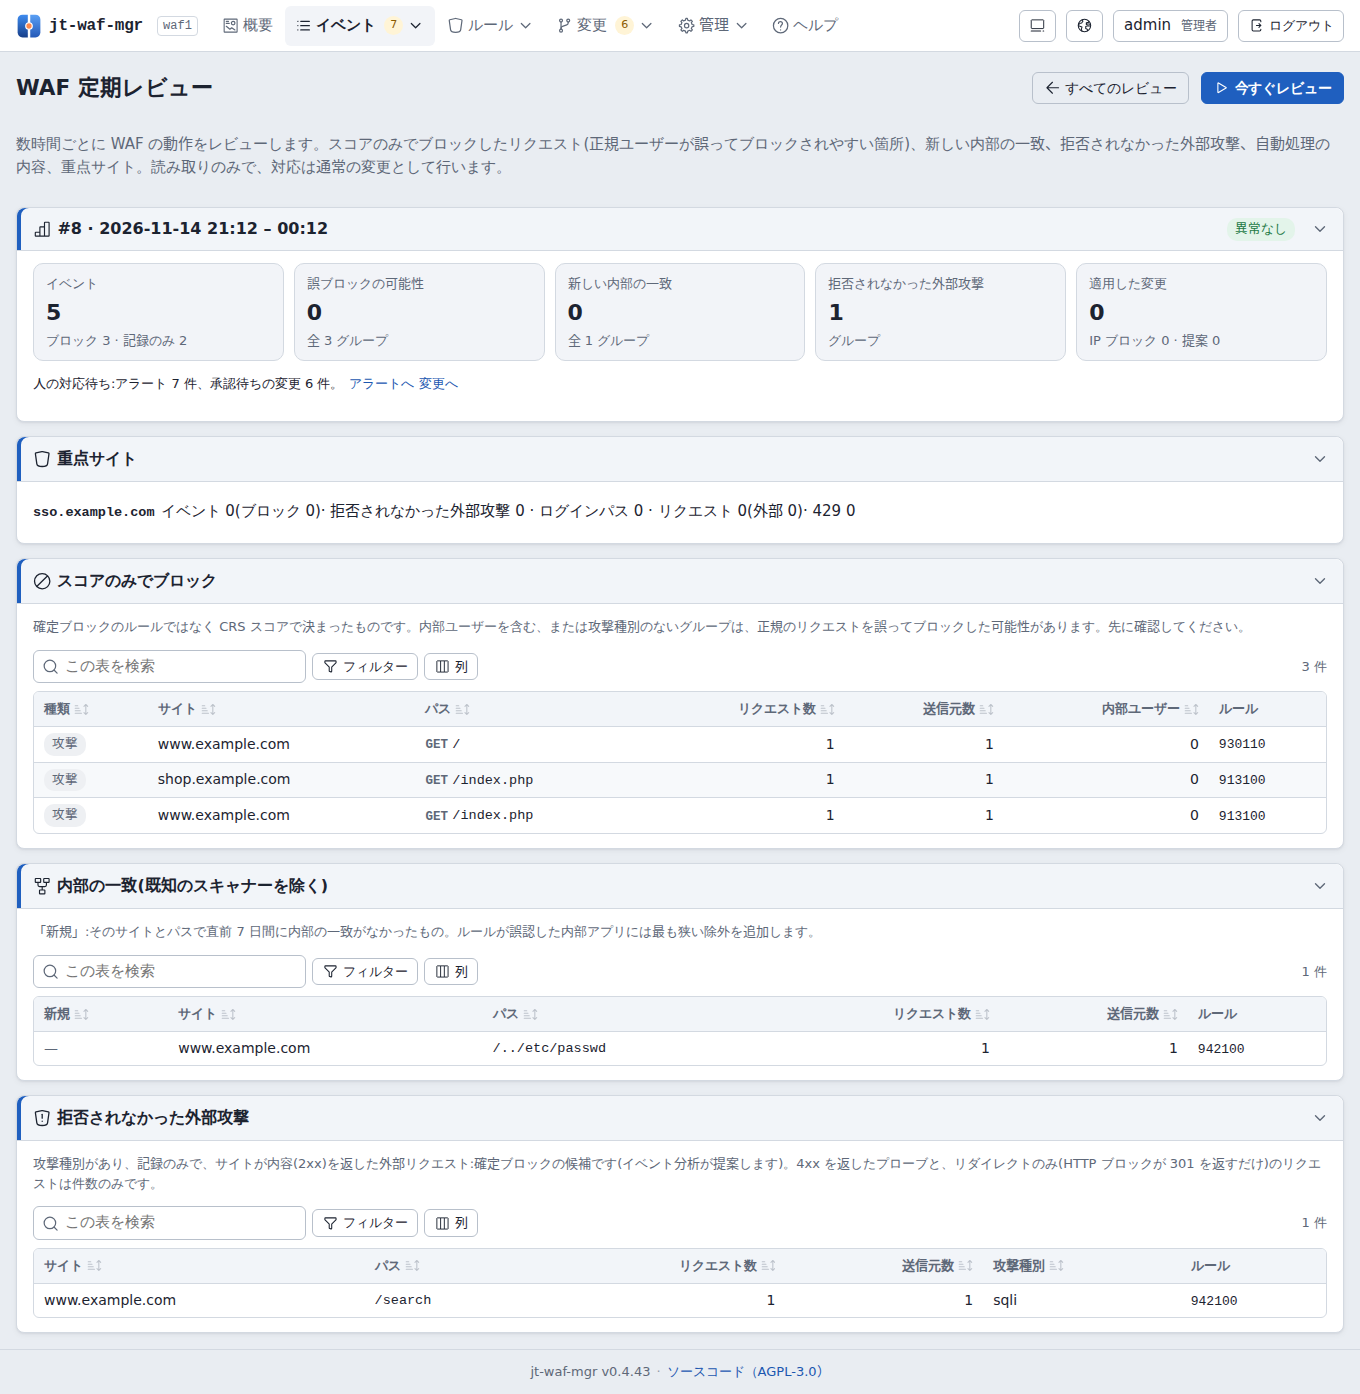 jt-waf-mgr waf1 概要 イベント 7 ルール 変更 6 管理 ヘルプ admin 管理者 ログアウト
WAF 定期レビュー すべてのレビュー 今すぐレビュー
数時間ごとに WAF の動作をレビューします。スコアのみでブロックしたリクエスト(正規ユーザーが誤ってブロックされやすい箇所)、新しい内部の一致、拒否されなかった外部攻撃、自動処理の
内容、重点サイト。読み取りのみで、対応は通常の変更として行います。
#8 · 2026-11-14 21:12 – 00:12 異常なし
イベント 誤ブロックの可能性 新しい内部の一致 拒否されなかった外部攻撃 適用した変更
5 0 0 1 0
ブロック 3 · 記録のみ 2 全 3 グループ 全 1 グループ グループ IP ブロック 0 · 提案 0
人の対応待ち:アラート 7 件、承認待ちの変更 6 件。 アラートへ 変更へ
重点サイト
sso.example.com イベント 0(ブロック 0)· 拒否されなかった外部攻撃 0 · ログインパス 0 · リクエスト 0(外部 0)· 429 0
スコアのみでブロック
確定ブロックのルールではなく CRS スコアで決まったものです。内部ユーザーを含む、または攻撃種別のないグループは、正規のリクエストを誤ってブロックした可能性があります。先に確認してください。
この表を検索 フィルター 列 3 件
種類 サイト パス リクエスト数 送信元数 内部ユーザー ルール
攻撃 www.example.com GET / 1 1 0 930110
攻撃 shop.example.com GET /index.php 1 1 0 913100
攻撃 www.example.com GET /index.php 1 1 0 913100
内部の一致(既知のスキャナーを除く)
「新規」:そのサイトとパスで直前 7 日間に内部の一致がなかったもの。ルールが誤認した内部アプリには最も狭い除外を追加します。
この表を検索 フィルター 列 1 件
新規 サイト パス リクエスト数 送信元数 ルール
— www.example.com /../etc/passwd 1 1 942100
拒否されなかった外部攻撃
攻撃種別があり、記録のみで、サイトが内容(2xx)を返した外部リクエスト:確定ブロックの候補です(イベント分析が提案します)。4xx を返したプローブと、リダイレクトのみ(HTTP ブロックが 301 を返すだけ)のリクエ
ストは件数のみです。
この表を検索 フィルター 列 1 件
サイト パス リクエスト数 送信元数 攻撃種別 ルール
www.example.com /search 1 1 sqli 942100
jt-waf-mgr v0.4.43 · ソースコード（AGPL-3.0）